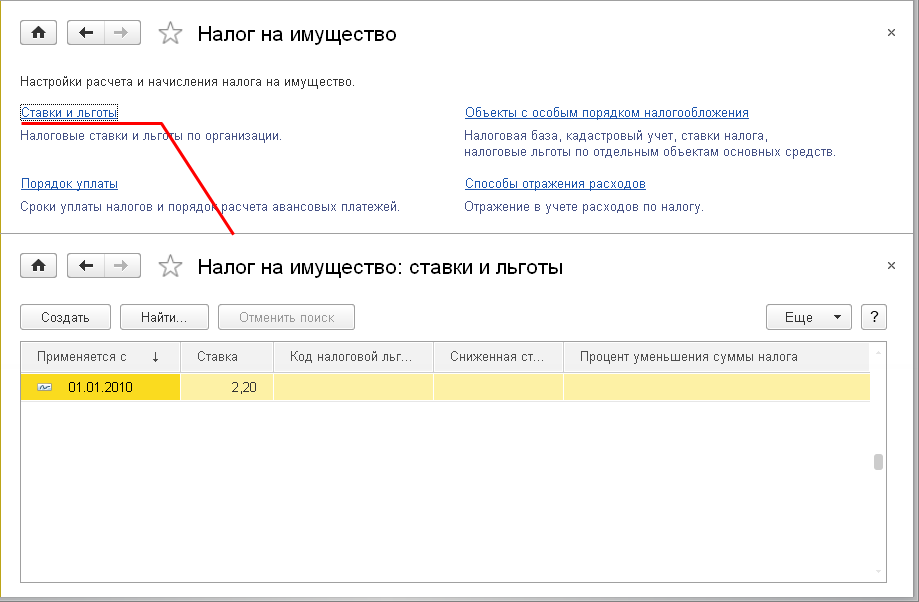 Налог на имущество
Настройки расчета и начисления налога на имущество.
Ставки и льготы
Налоговые ставки и льготы по организации.
Объекты с особым порядком налогообложения
Налоговая база, кадастровый учет, ставки налога,
налоговые льготы по отдельным объектам основных средств.
Порядок уплаты
Сроки уплаты налогов и порядок расчета авансовых платежей.
Способы отражения расходов
Отражение в учете расходов по налогу.
Налог на имущество: ставки и льготы
Создать Найти... Отменить поиск Еще ?
Применяется с ↓ Ставка Код налоговой льг... Сниженная ст... Процент уменьшения суммы налога
01.01.2010 2,20